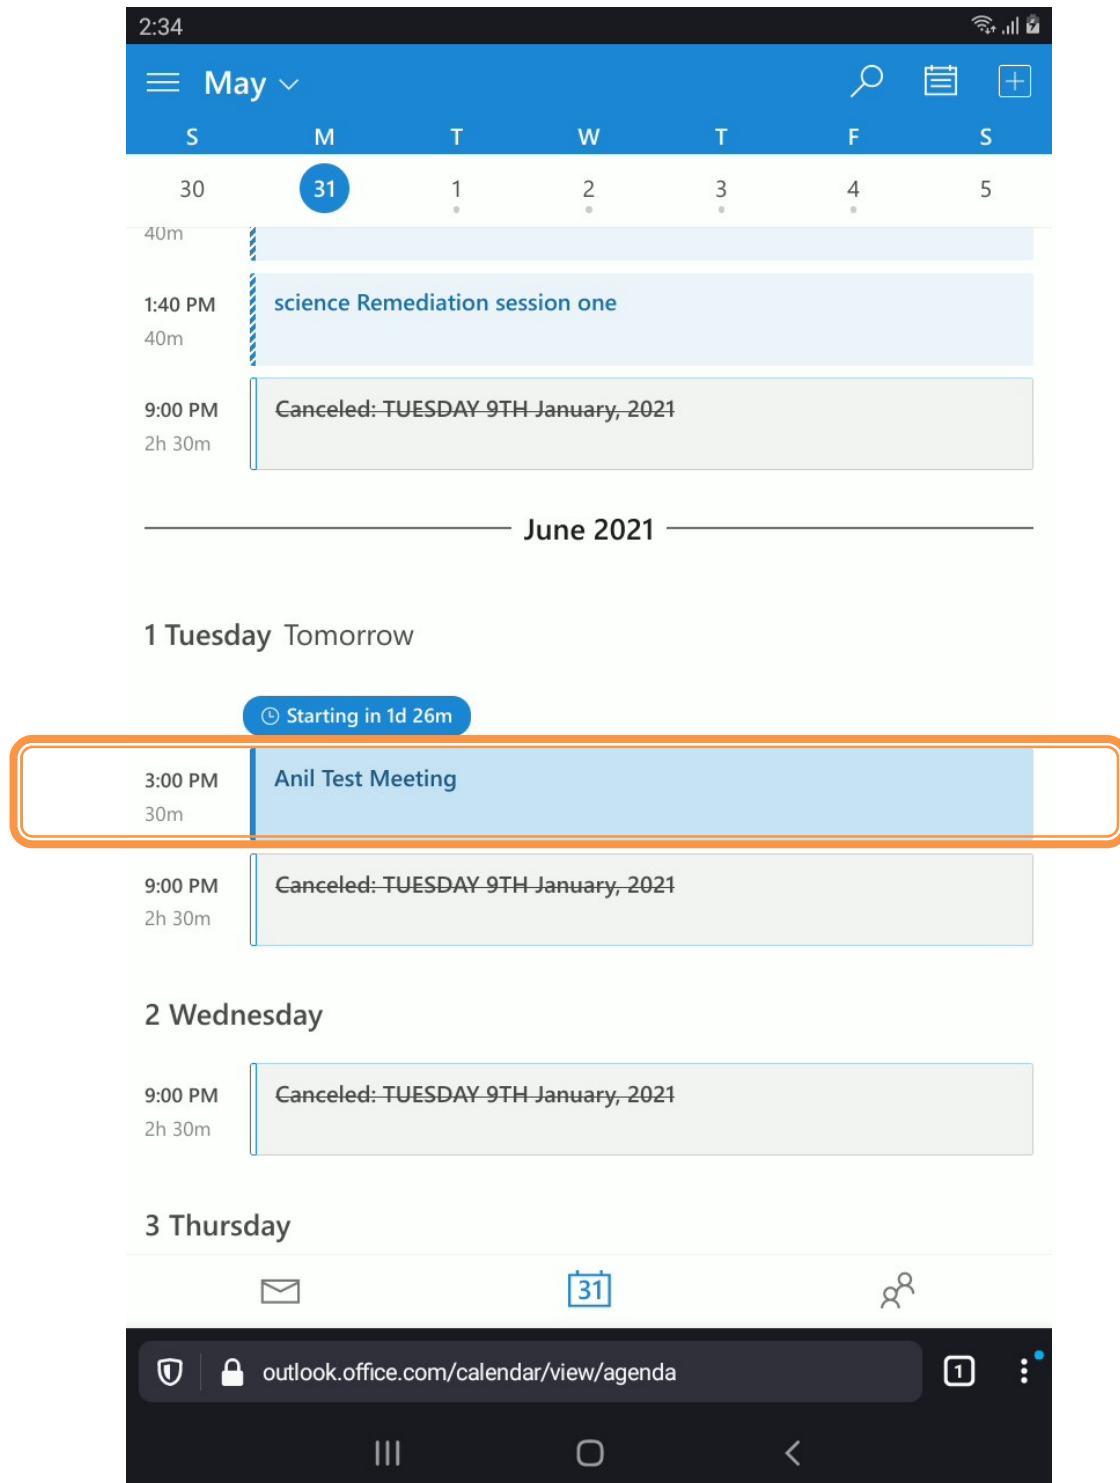 2:34
May
S M T W T F S
30 31 1 2 3 4 5
40m
1:40 PM science Remediation session one
40m
9:00 PM Canceled: TUESDAY 9TH January, 2021
2h 30m
June 2021
1 Tuesday Tomorrow
Starting in 1d 26m
3:00 PM Anil Test Meeting
30m
9:00 PM Canceled: TUESDAY 9TH January, 2021
2h 30m
2 Wednesday
9:00 PM Canceled: TUESDAY 9TH January, 2021
2h 30m
3 Thursday
31
outlook.office.com/calendar/view/agenda 1